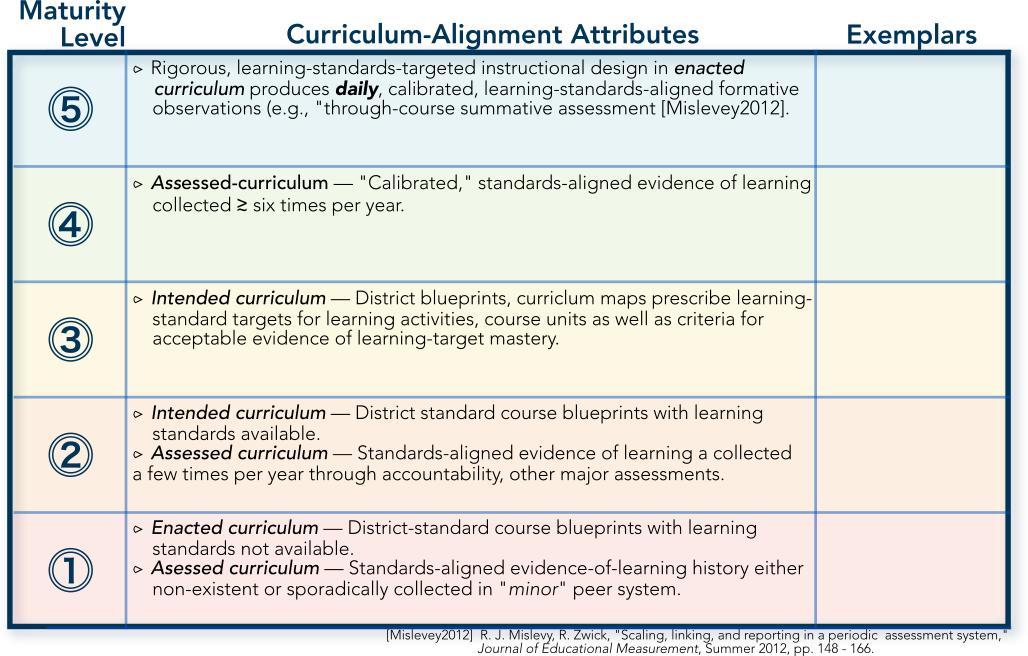 Maturity
Level
Curriculum-Alignment Attributes
Exemplars
⑤
▹ Rigorous, learning-standards-targeted instructional design in enacted
curriculum produces daily, calibrated, learning-standards-aligned formative
observations (e.g., "through-course summative assessment [Mislevey2012].
④
▹ Assessed-curriculum — "Calibrated," standards-aligned evidence of learning
collected ≥ six times per year.
③
▹ Intended curriculum — District blueprints, curriclum maps prescribe learning-
standard targets for learning activities, course units as well as criteria for
acceptable evidence of learning-target mastery.
②
▹ Intended curriculum — District standard course blueprints with learning
standards available.
▹ Assessed curriculum — Standards-aligned evidence of learning a collected
a few times per year through accountability, other major assessments.
①
▹ Enacted curriculum — District-standard course blueprints with learning
standards not available.
▹ Asessed curriculum — Standards-aligned evidence-of-learning history either
non-existent or sporadically collected in "minor" peer system.
[Mislevey2012] R. J. Mislevy, R. Zwick, "Scaling, linking, and reporting in a periodic assessment system,"
Journal of Educational Measurement, Summer 2012, pp. 148 - 166.